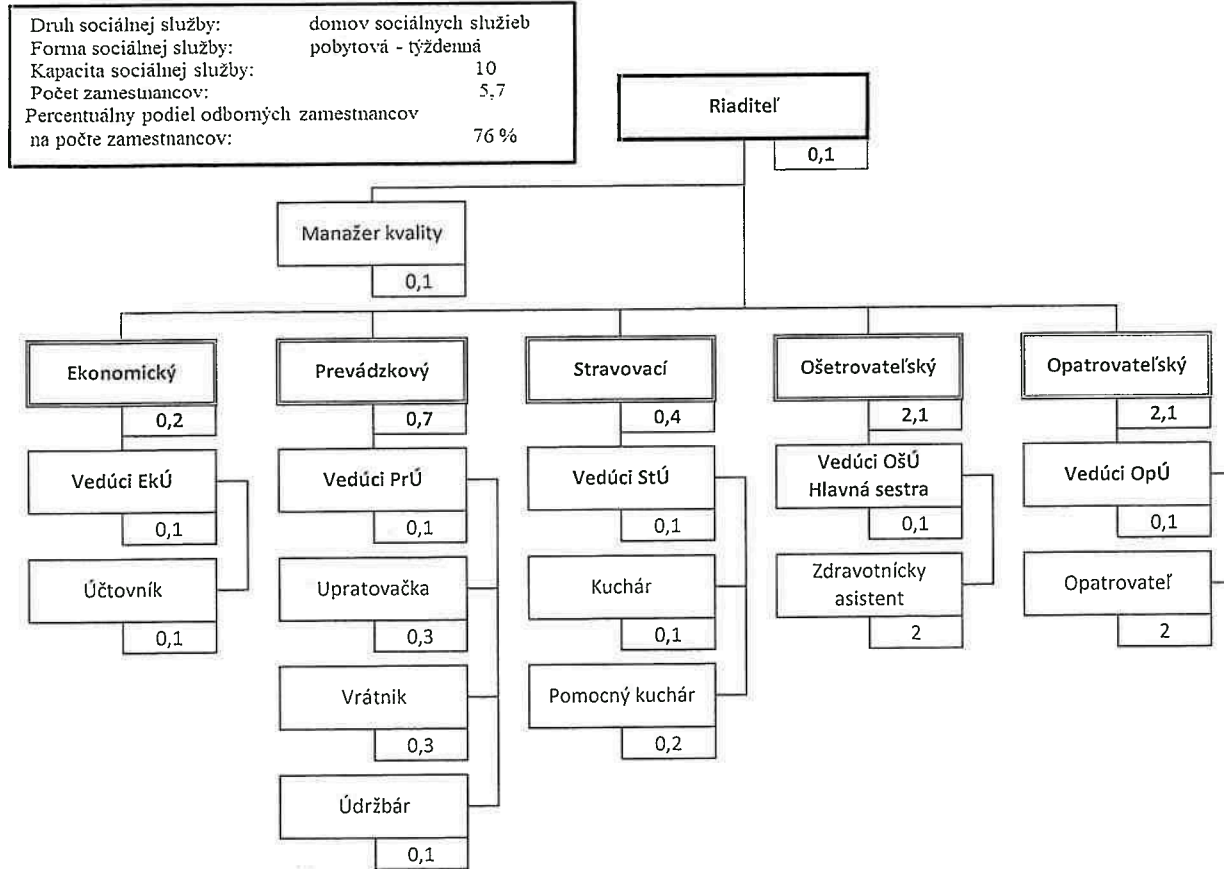 Druh sociálnej služby: domov sociálnych služieb
Forma sociálnej služby: pobytová - týždenná
Kapacita sociálnej služby: 10
Počet zamestnancov: 5,7
Percentuálny podiel odborných zamestnancov
na počte zamestnancov: 76 %
Riaditeľ
0,1
Manažer kvality
0,1
Ekonomický
0,2
Vedúci EkÚ
0,1
Účtovník
0,1
Prevádzkový
0,7
Vedúci PrÚ
0,1
Upratovačka
0,3
Vrátnik
0,3
Údržbár
0,1
Stravovací
0,4
Vedúci StÚ
0,1
Kuchár
0,1
Pomocný kuchár
0,2
Ošetrovateľský
2,1
Vedúci OšÚ
Hlavná sestra
0,1
Zdravotnícky
asistent
2
Opatrovateľský
2,1
Vedúci OpÚ
0,1
Opatrovateľ
2